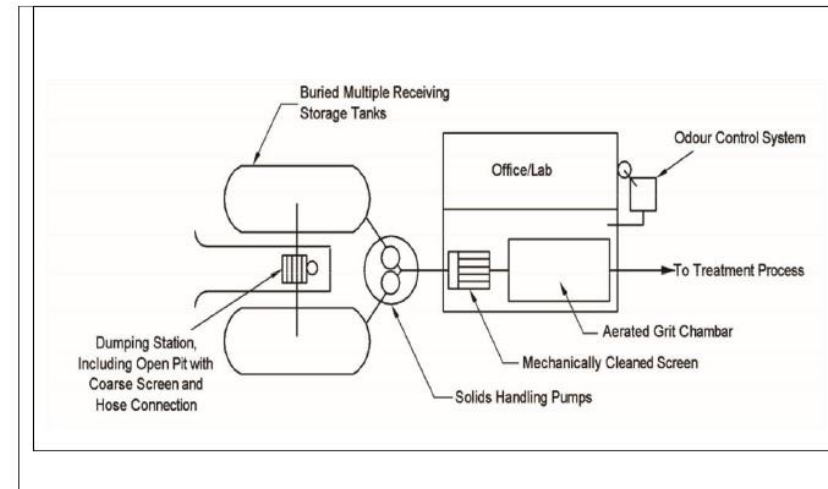 Buried Multiple Receiving
Storage Tanks
Odour Control System
Office/Lab
To Treatment Process
Aerated Grit Chamber
Mechanically Cleaned Screen
Solids Handling Pumps
Dumping Station,
Including Open Pit with
Coarse Screen and
Hose Connection